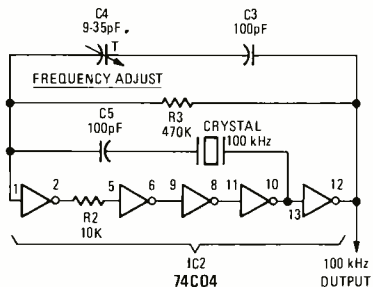 C4
9-35pF
T
C3
100pF
FREQUENCY ADJUST
R3
470K
C5
100pF
CRYSTAL
100 kHz
1 2 5 6 9 8 11 10 13 12
R2
10K
IC2
74C04
100 kHz
OUTPUT